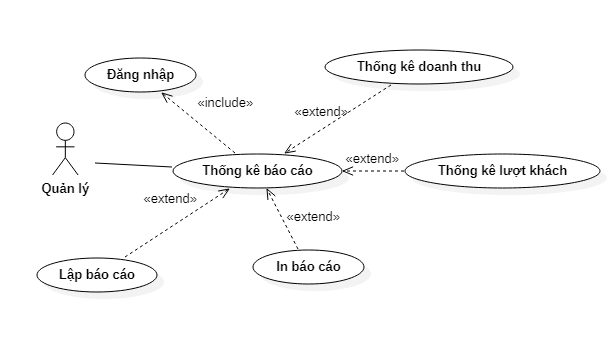 Thống kê doanh thu
Đăng nhập
«include»
«extend»
Thống kê báo cáo
«extend»
Thống kê lượt khách
Quản lý
«extend»
«extend»
Lập báo cáo
In báo cáo